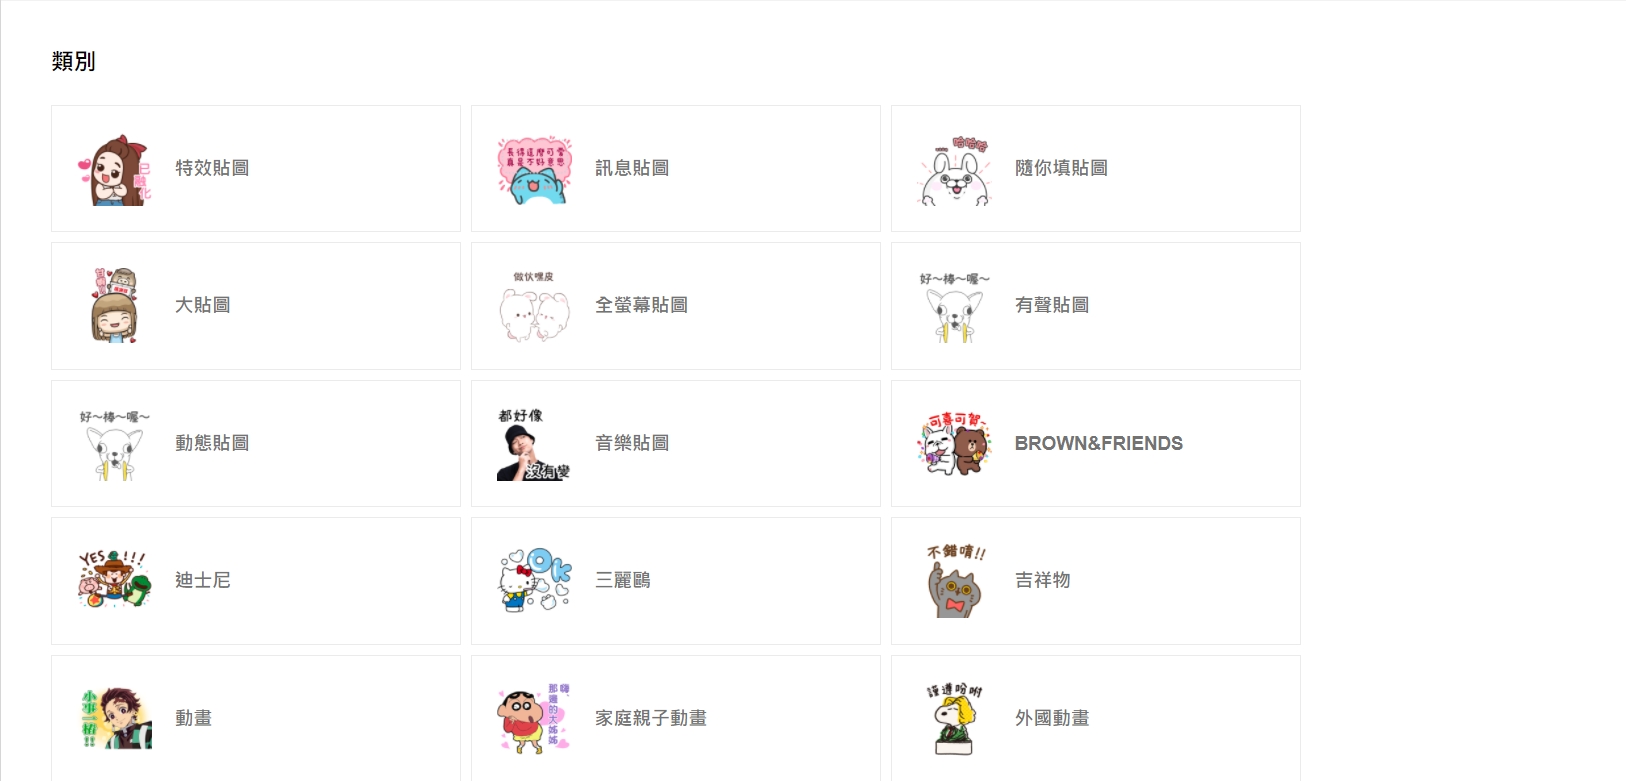 類別
已融化
特效貼圖
長得這麼可愛
真是不好意思
訊息貼圖
哈哈哈
隨你填貼圖
大貼圖
做伙嘿皮
全螢幕貼圖
好～棒～喔～
有聲貼圖
好～棒～喔～
動態貼圖
都好像
沒有變
音樂貼圖
可喜可賀
BROWN&FRIENDS
YES!!!
迪士尼
Ok
三麗鷗
不錯唷!!
吉祥物
小事一樁!!
動畫
嗨、
那邊的大姊姊
家庭親子動畫
謹遵吩咐
外國動畫